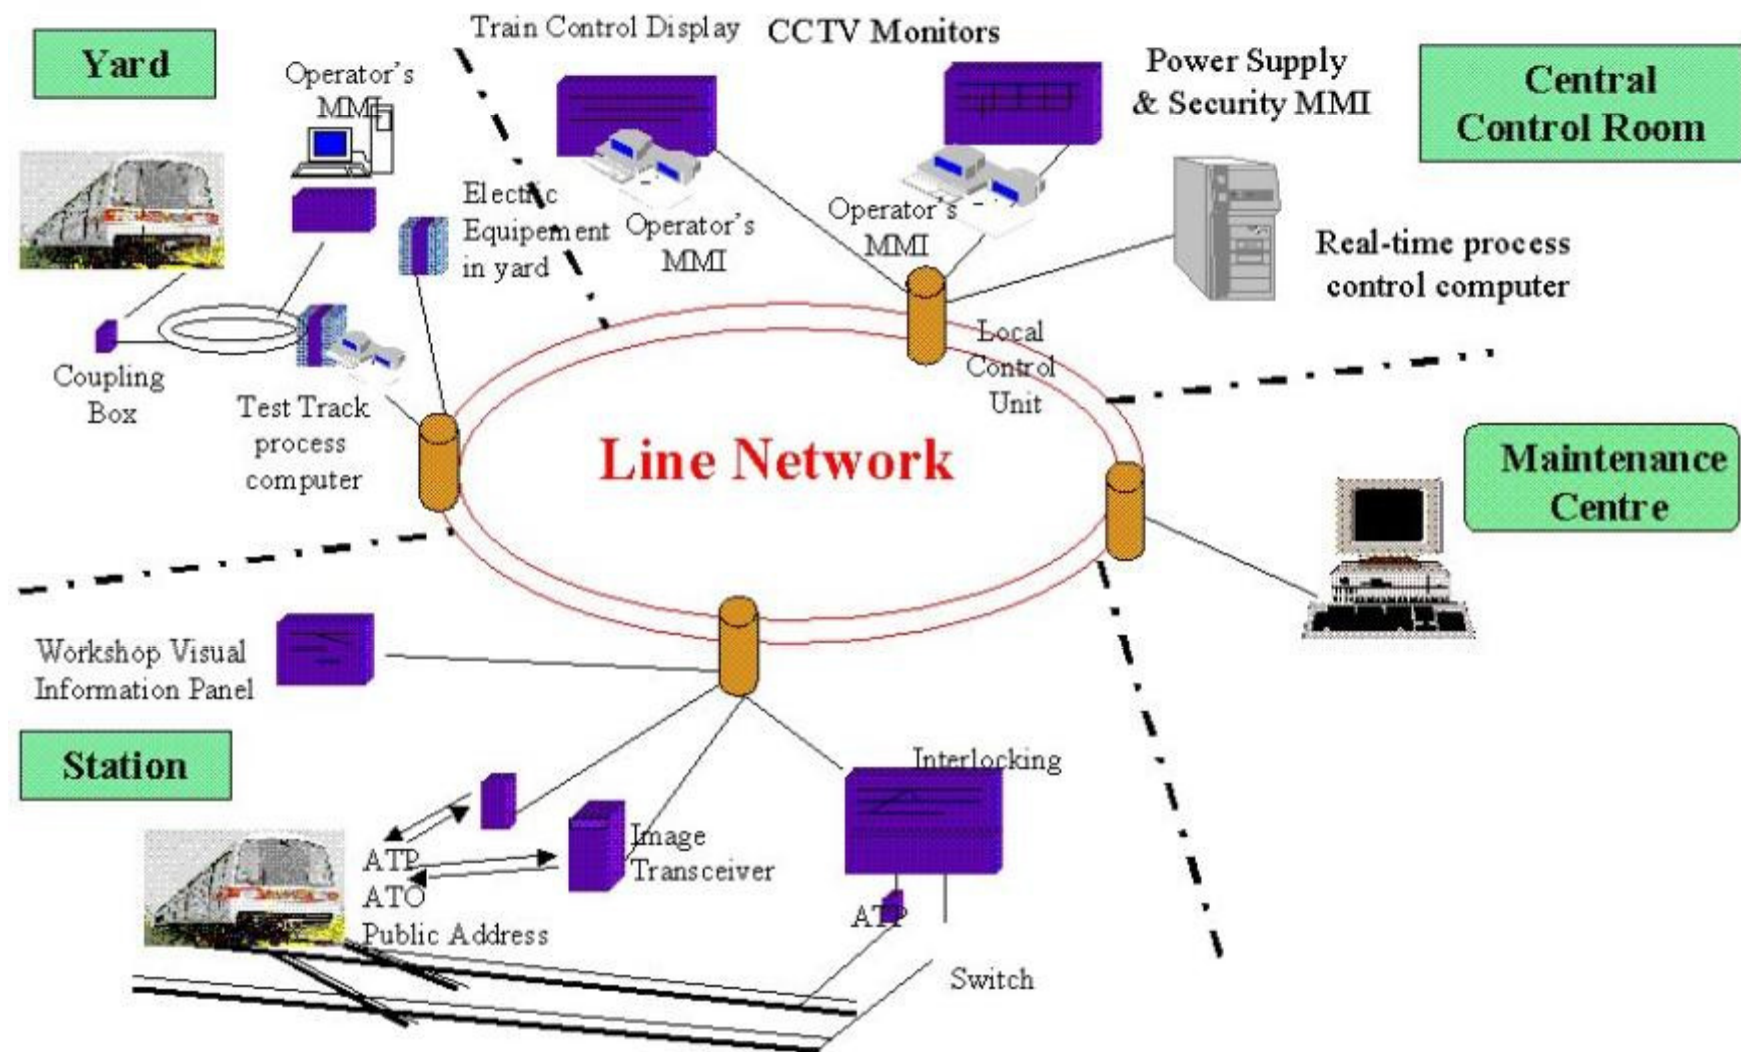 Yard
Operator's
MMI
Train Control Display
CCTV Monitors
Power Supply
& Security MMI
Central
Control Room
Electric
Equipement
in yard
Operator's
MMI
Operator's
MMI
Real-time process
control computer
Coupling
Box
Test Track
process
computer
Local
Control
Unit
Line Network
Maintenance
Centre
Workshop Visual
Information Panel
Station
Interlocking
Image
Transceiver
ATP
ATO
Public Address
ATP
Switch